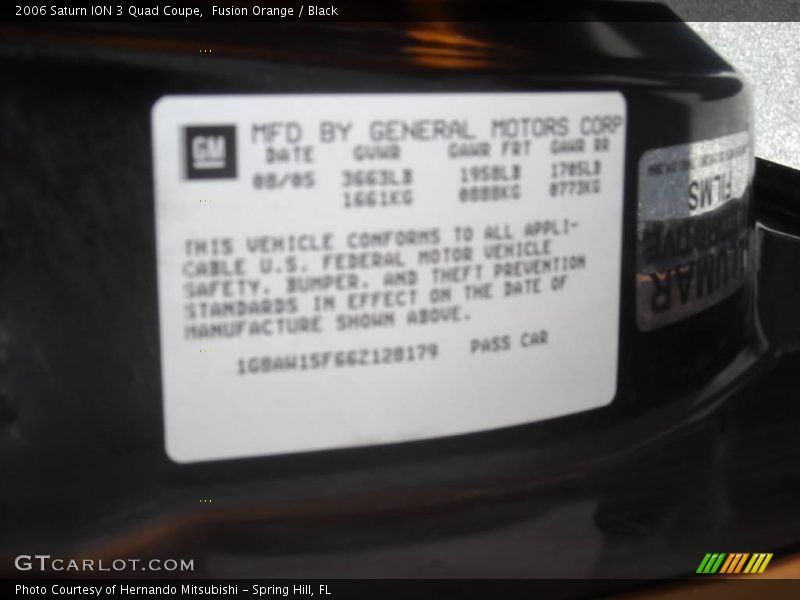 2006 Saturn ION 3 Quad Coupe,  Fusion Orange / Black
GM
MFD BY GENERAL MOTORS CORP
DATE GVWR GAWR FRT GAWR RR
08/05 3663LB 1958LB 1705LB
1661KG 0888KG 0773KG
THIS VEHICLE CONFORMS TO ALL APPLI-
CABLE U.S. FEDERAL MOTOR VEHICLE
SAFETY, BUMPER, AND THEFT PREVENTION
STANDARDS IN EFFECT ON THE DATE OF
MANUFACTURE SHOWN ABOVE.
1G8AW15F66Z128179 PASS CAR
FILMS
LLUMAR
GTCARLOT.COM
Photo Courtesy of Hernando Mitsubishi - Spring Hill, FL